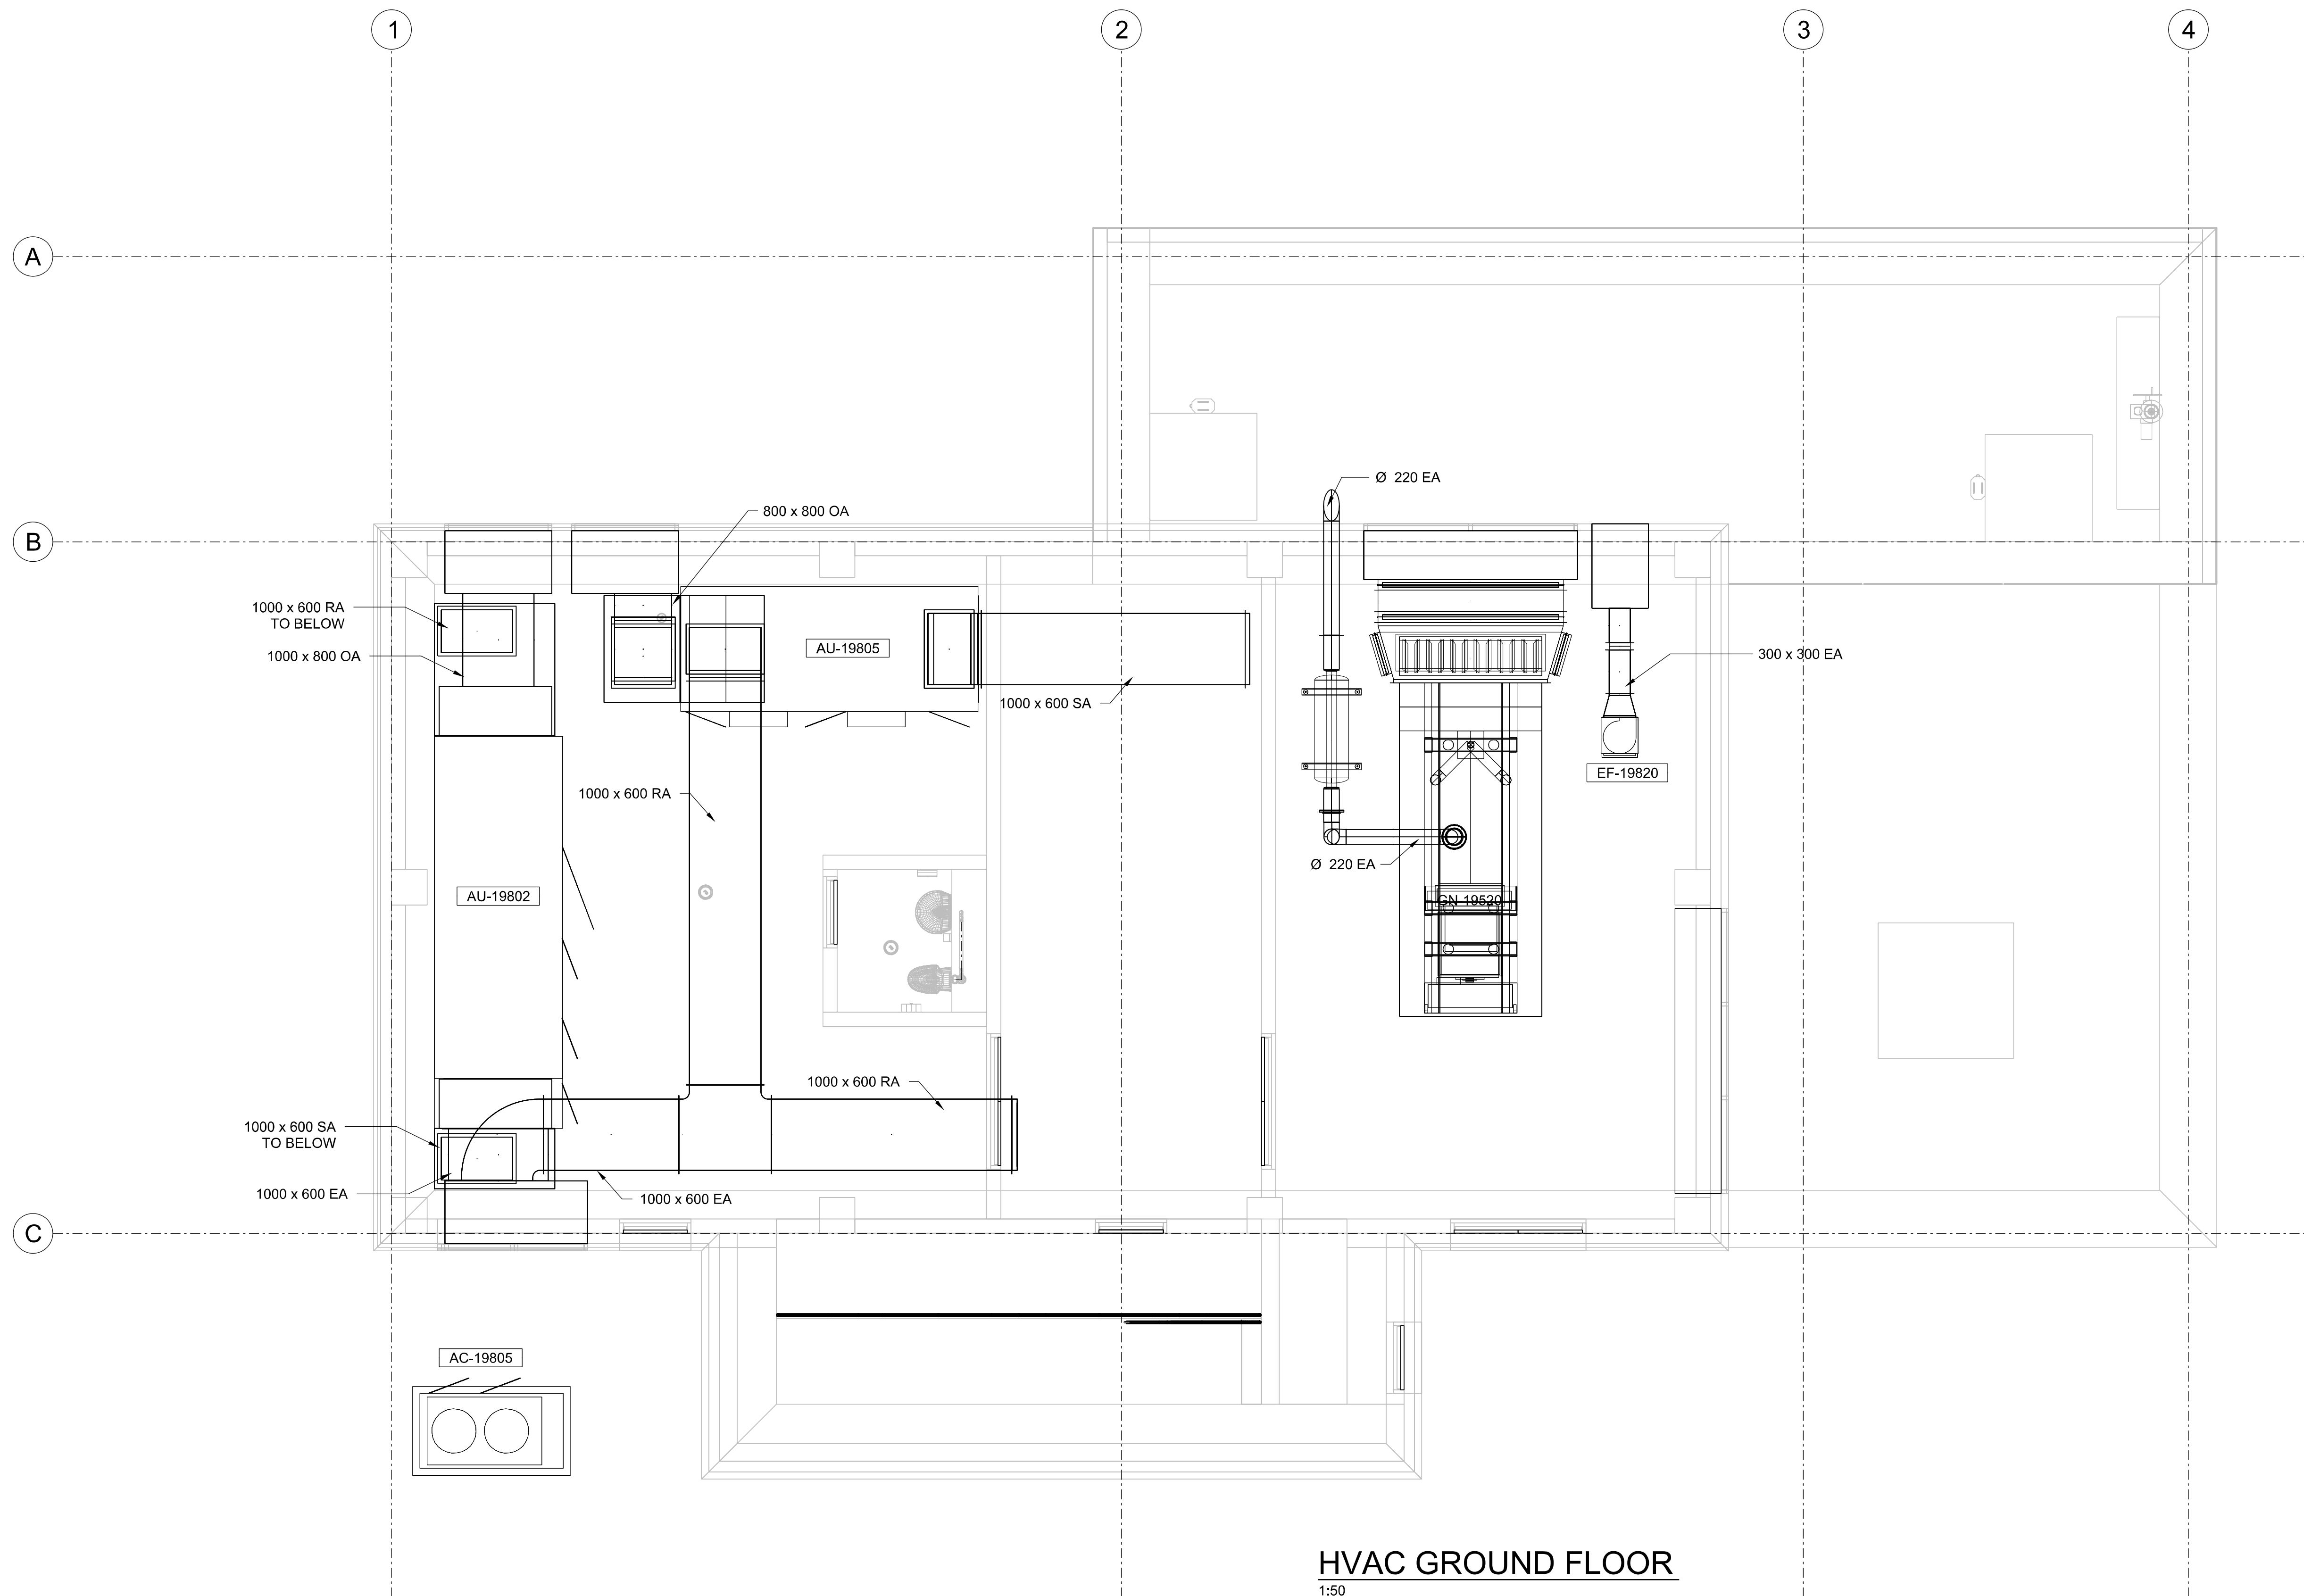 1
2
3
4
A
Ø 220 EA
800 x 800 OA
B
1000 x 600 RA
TO BELOW
1000 x 800 OA
AU-19805
300 x 300 EA
1000 x 600 SA
EF-19820
1000 x 600 RA
Ø 220 EA
AU-19802
GN-19520
1000 x 600 RA
1000 x 600 SA
TO BELOW
1000 x 600 EA
1000 x 600 EA
C
AC-19805
HVAC GROUND FLOOR
1:50